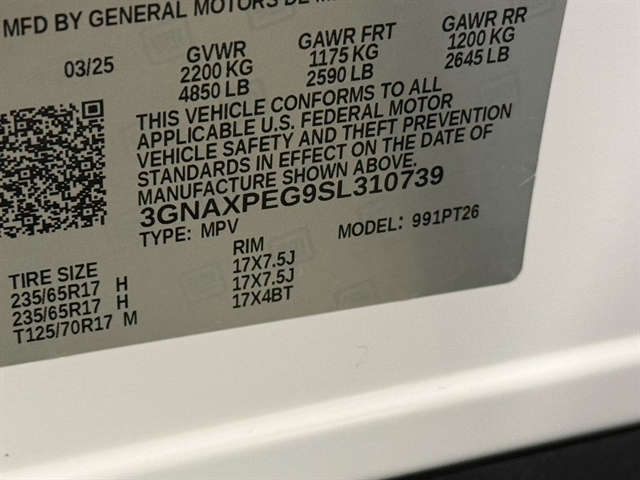 MFD BY GENERAL MOTORS DE M
03/25 GVWR GAWR FRT GAWR RR
2200 KG 1175 KG 1200 KG
4850 LB 2590 LB 2645 LB
THIS VEHICLE CONFORMS TO ALL
APPLICABLE U.S. FEDERAL MOTOR
VEHICLE SAFETY AND THEFT PREVENTION
STANDARDS IN EFFECT ON THE DATE OF
MANUFACTURE SHOWN ABOVE.
3GNAXPEG9SL310739
TYPE: MPV MODEL: 991PT26
TIRE SIZE RIM
235/65R17 H 17X7.5J
235/65R17 H 17X7.5J
T125/70R17 M 17X4BT